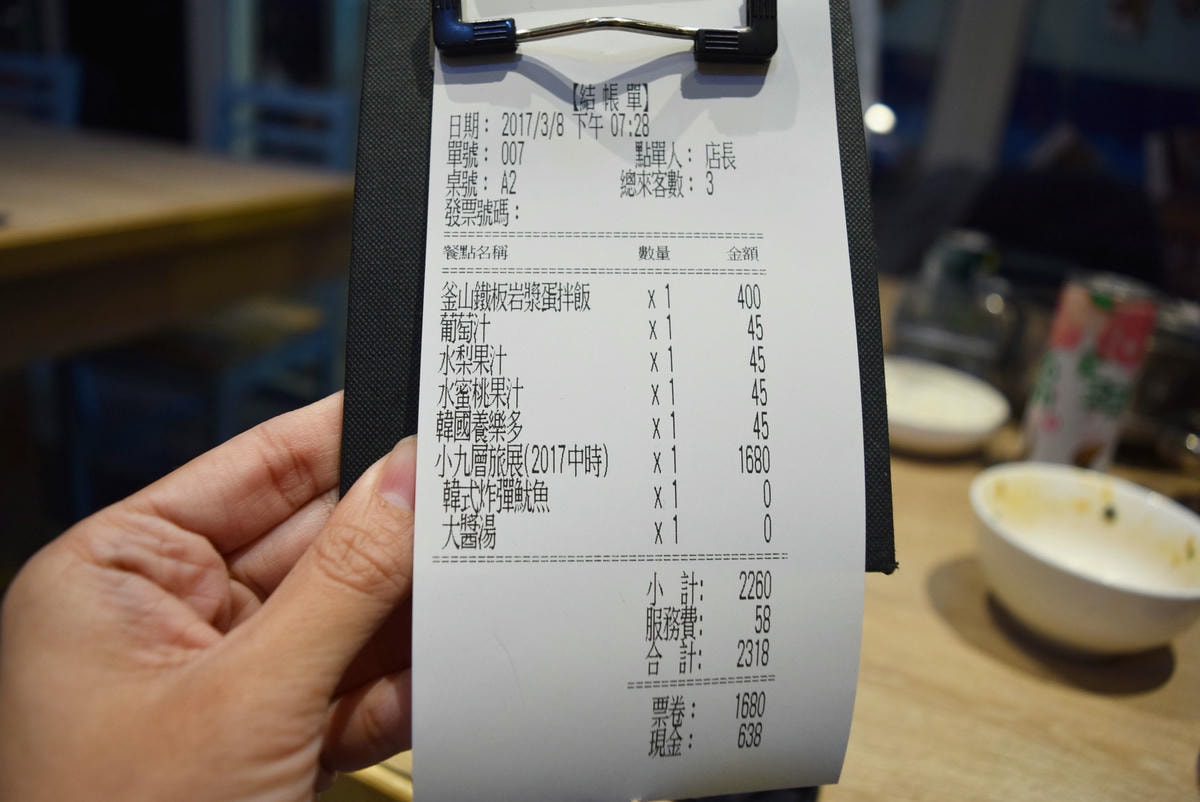 【結帳單】
日期： 2017/3/8 下午 07:28
單號： 007 點單人： 店長
桌號： A2 總來客數： 3
發票號碼：
餐點名稱 數量 金額
釜山鐵板岩漿蛋拌飯 x 1 400
葡萄汁 x 1 45
水梨果汁 x 1 45
水蜜桃果汁 x 1 45
韓國養樂多 x 1 45
小九層旅展(2017中時) x 1 1680
韓式炸彈魷魚 x 1 0
大醬湯 x 1 0
小 計: 2260
服務費: 58
合 計: 2318
票卷： 1680
現金： 638